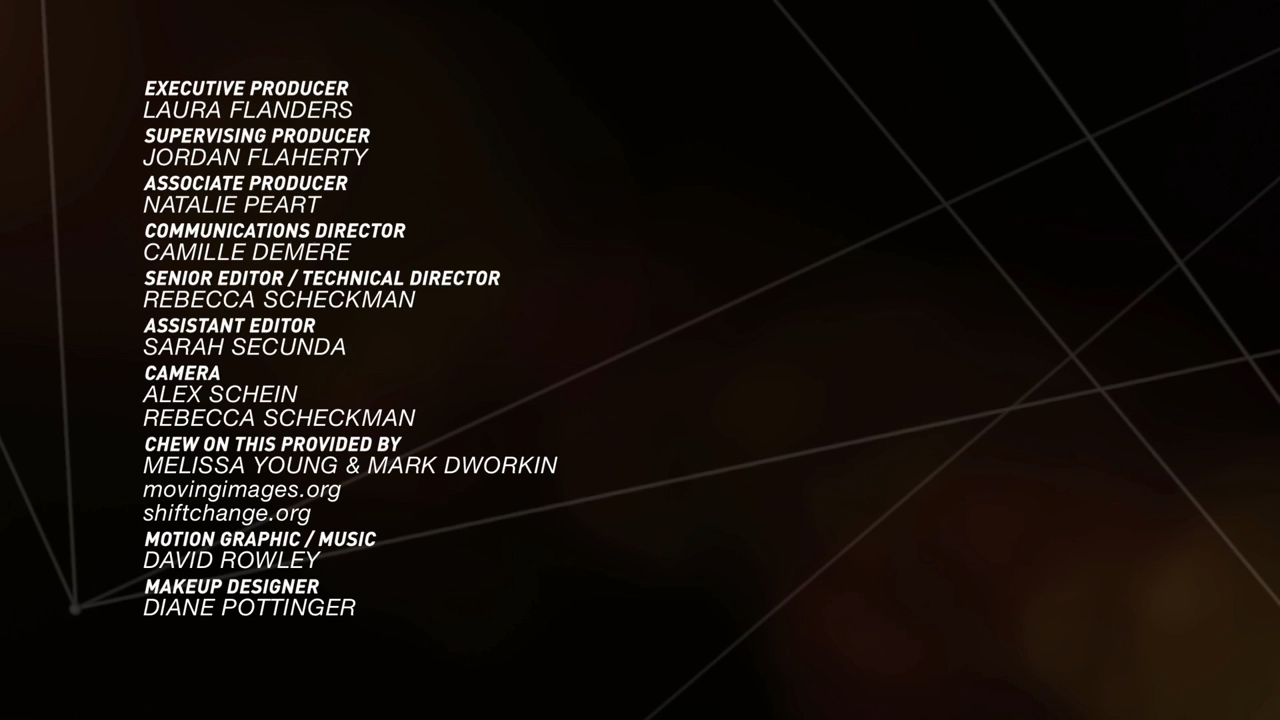 EXECUTIVE PRODUCER
LAURA FLANDERS
SUPERVISING PRODUCER
JORDAN FLAHERTY
ASSOCIATE PRODUCER
NATALIE PEART
COMMUNICATIONS DIRECTOR
CAMILLE DEMERE
SENIOR EDITOR / TECHNICAL DIRECTOR
REBECCA SCHECKMAN
ASSISTANT EDITOR
SARAH SECUNDA
CAMERA
ALEX SCHEIN
REBECCA SCHECKMAN
CHEW ON THIS PROVIDED BY
MELISSA YOUNG & MARK DWORKIN
movingimages.org
shiftchange.org
MOTION GRAPHIC / MUSIC
DAVID ROWLEY
MAKEUP DESIGNER
DIANE POTTINGER